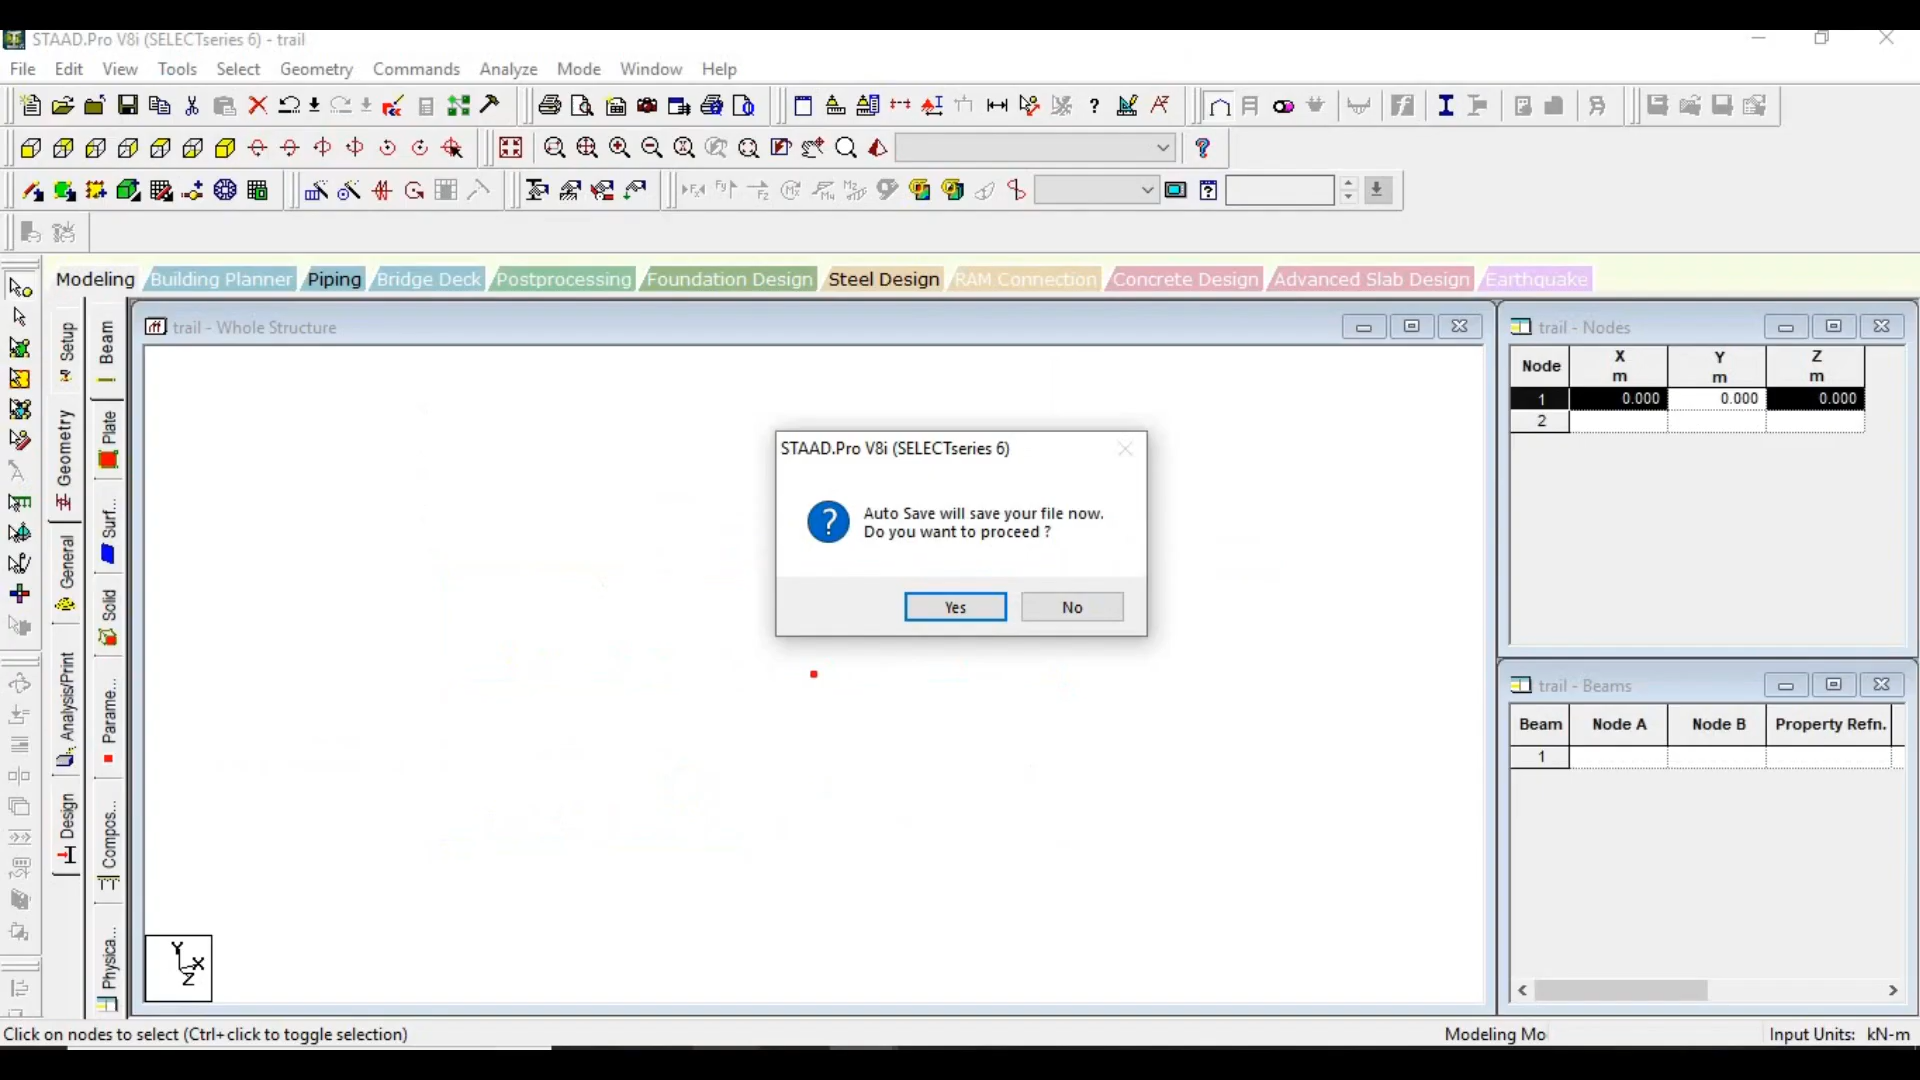 STAAD.Pro V8i (SELECTseries 6) - trail
File Edit View Tools Select Geometry Commands Analyze Mode Window Help
Modeling Building Planner Piping Bridge Deck Postprocessing Foundation Design Steel Design RAM Connection Concrete Design Advanced Slab Design Earthquake
Setup
Geometry
General
Analysis/Print
Design
Beam
Plate
Surf...
Solid
Parame...
Compos...
Physica...
trail - Whole Structure
STAAD.Pro V8i (SELECTseries 6)
Auto Save will save your file now.
Do you want to proceed ?
Yes No
Y
X
Z
trail - Nodes
Node X Y Z
m m m
1 0.000 0.000 0.000
2
trail - Beams
Beam Node A Node B Property Refn.
1
Click on nodes to select (Ctrl+click to toggle selection) Modeling Mo Input Units: kN-m